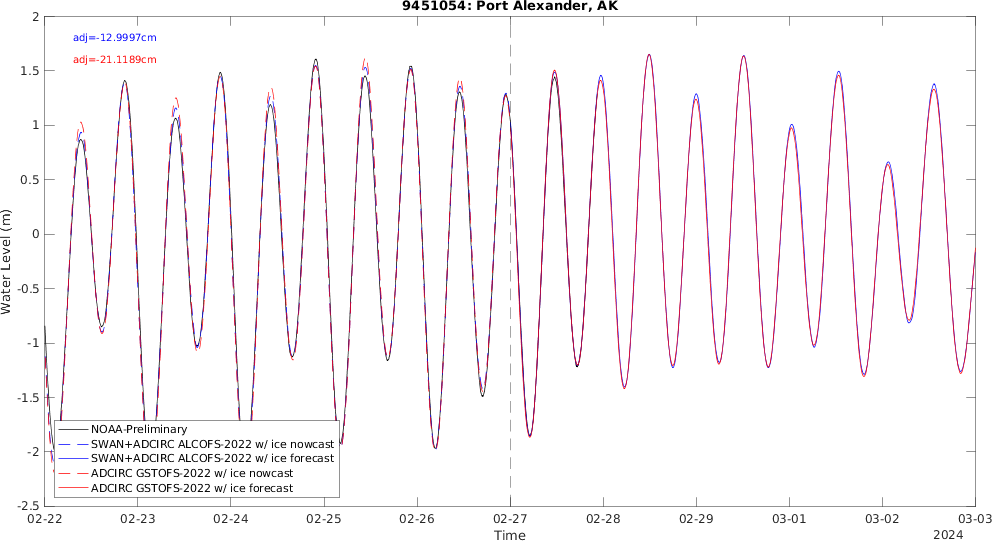 9451054: Port Alexander, AK
adj=-12.9997cm
adj=-21.1189cm
2
1.5
1
0.5
0
-0.5
-1
-1.5
-2
-2.5
Water Level (m)
NOAA-Preliminary
SWAN+ADCIRC ALCOFS-2022 w/ ice nowcast
SWAN+ADCIRC ALCOFS-2022 w/ ice forecast
ADCIRC GSTOFS-2022 w/ ice nowcast
ADCIRC GSTOFS-2022 w/ ice forecast
02-22 02-23 02-24 02-25 02-26 02-27 02-28 02-29 03-01 03-02 03-03
Time
2024